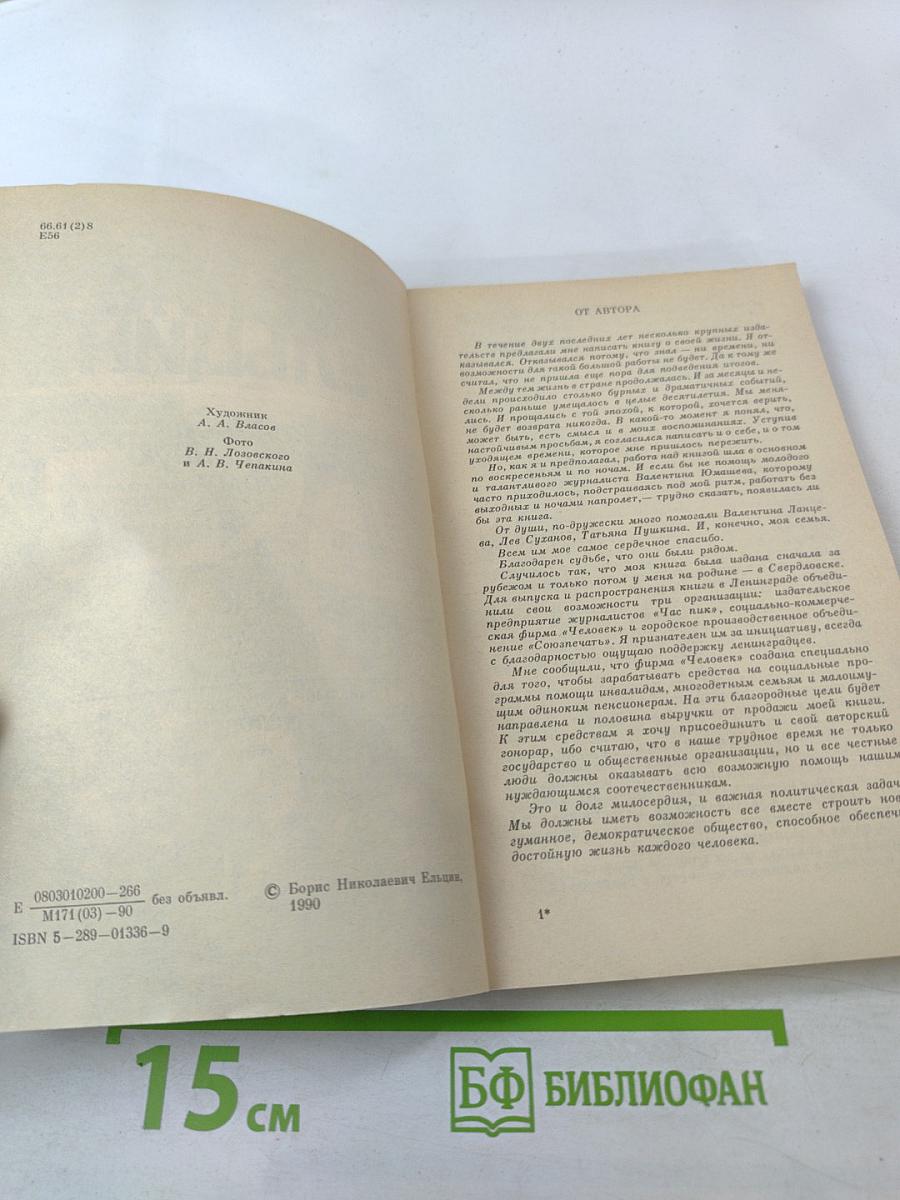 66.61(2)8
Е56
Художник
А. А. Власов
Фото
В. Н. Лозовского
и А. В. Чепакина
Е 0803010200—266 без объявл.
М171(03)—90
ISBN 5—289—01336—9
© Борис Николаевич Ельцин,
1990
ОТ АВТОРА
В течение двух последних лет несколько крупных изда-
тельств предлагали мне написать книгу о своей жизни. Я от-
казывался. Отказывался потому, что знал — ни времени, ни
возможности для такой большой работы не будет. Да к тому же
считал, что не пришла еще пора для подведения итогов.
Между тем жизнь в стране продолжалась. И за месяцы и не-
дели происходило столько бурных и драматичных событий,
сколько раньше умещалось в целые десятилетия. Мы меня-
лись. И прощались с той эпохой, к которой, хочется верить,
не будет возврата никогда. В какой-то момент я понял, что,
может быть, есть смысл и в моих воспоминаниях. Уступив
настойчивым просьбам, я согласился написать и о себе, и о том
уходящем времени, которое мне пришлось пережить.
Но, как я и предполагал, работа над книгой шла в основном
по воскресеньям и по ночам. И если бы не помощь молодого
и талантливого журналиста Валентина Юмашева, которому
часто приходилось, подстраиваясь под мой ритм, работать без
выходных и ночами напролет,— трудно сказать, появилась ли
бы эта книга.
От души, по-дружески много помогали Валентина Ланце-
ва, Лев Суханов, Татьяна Пушкина. И, конечно, моя семья.
Всем им мое самое сердечное спасибо.
Благодарен судьбе, что они были рядом.
Случилось так, что моя книга была издана сначала за
рубежом и только потом у меня на родине — в Свердловске.
Для выпуска и распространения книги в Ленинграде объеди-
нили свои возможности три организации: издательское
предприятие журналистов «Час пик», социально-коммерче-
ская фирма «Человек» и городское производственное объеди-
нение «Союзпечать». Я признателен им за инициативу, всегда
с благодарностью ощущаю поддержку ленинградцев.
Мне сообщили, что фирма «Человек» создана специально
для того, чтобы зарабатывать средства на социальные про-
граммы помощи инвалидам, многодетным семьям и малоиму-
щим одиноким пенсионерам. На эти благородные цели будет
направлена и половина выручки от продажи моей книги.
К этим средствам я хочу присоединить и свой авторский
гонорар, ибо считаю, что в наше трудное время не только
государство и общественные организации, но и все честные
люди должны оказывать всю возможную помощь нашим
нуждающимся соотечественникам.
Это и долг милосердия, и важная политическая задач
Мы должны иметь возможность все вместе строить нов
гуманное, демократическое общество, способное обеспечи
достойную жизнь каждого человека.
1*
15 см
БФ БИБЛИОФАН